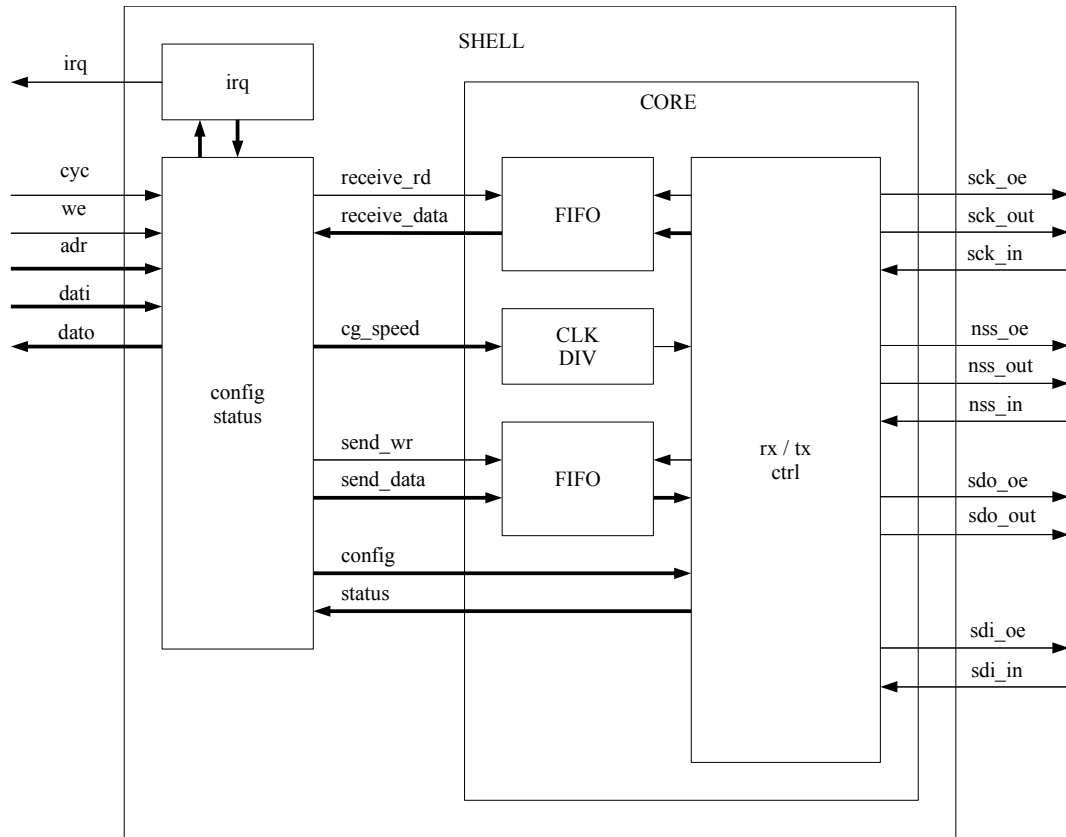 SHELL
irq
irq
CORE
cyc
we
adr
dati
dato
config
status
receive_rd
receive_data
cg_speed
send_wr
send_data
config
status
FIFO
CLK
DIV
FIFO
rx / tx
ctrl
sck_oe
sck_out
sck_in
nss_oe
nss_out
nss_in
sdo_oe
sdo_out
sdi_oe
sdi_in